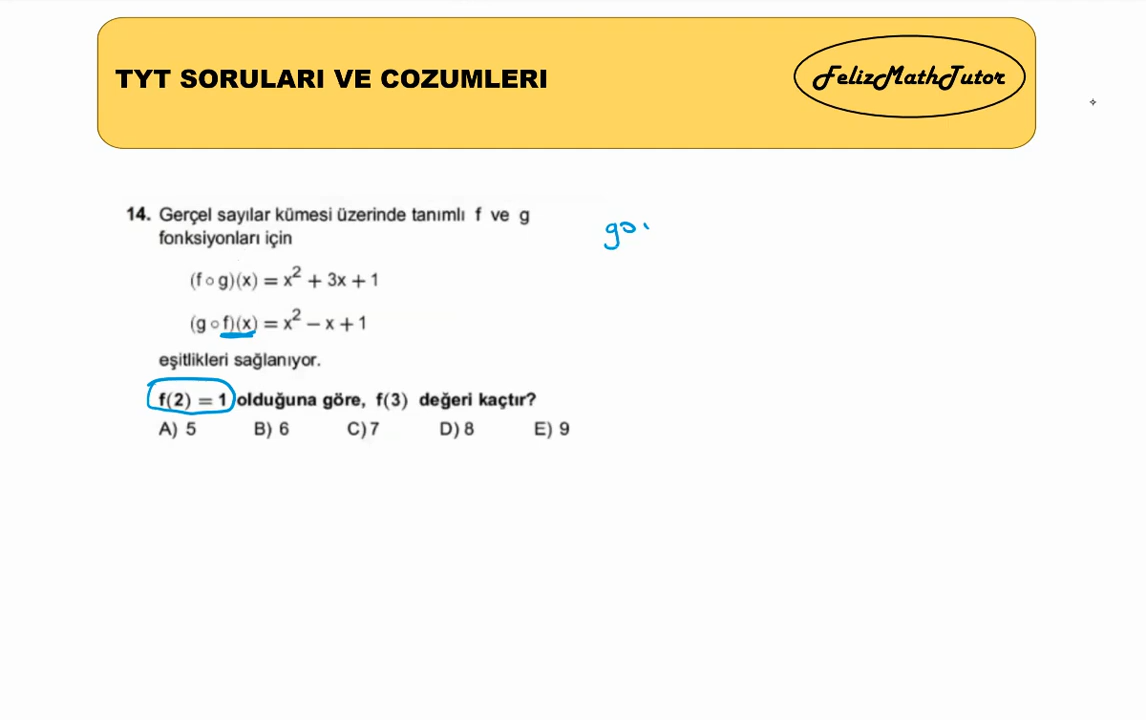 TYT SORULARI VE COZUMLERI
FelizMathTutor
14. Gerçel sayılar kümesi üzerinde tanımlı f ve g
fonksiyonları için
(f∘g)(x) = x² + 3x + 1
(g∘f)(x) = x² − x + 1
eşitlikleri sağlanıyor.
f(2) = 1 olduğuna göre, f(3) değeri kaçtır?
A) 5 B) 6 C) 7 D) 8 E) 9